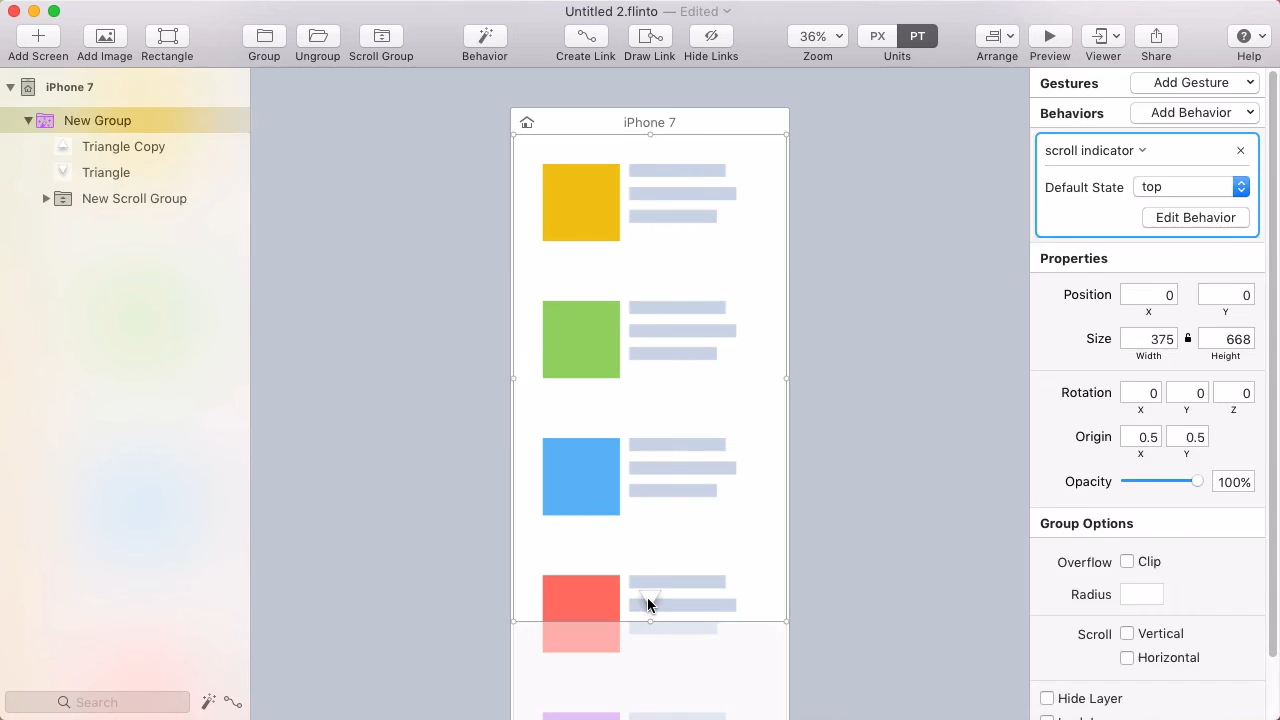 Untitled 2.flinto — Edited
Add Screen Add Image Rectangle Group Ungroup Scroll Group Behavior Create Link Draw Link Hide Links 36% Zoom PX PT Units Arrange Preview Viewer Share ? Help
iPhone 7
New Group
Triangle Copy
Triangle
New Scroll Group
Search
iPhone 7
Gestures Add Gesture
Behaviors Add Behavior
scroll indicator ×
Default State top
Edit Behavior
Properties
Position 0 0
X Y
Size 375 668
Width Height
Rotation 0 0 0
X Y Z
Origin 0.5 0.5
X Y
Opacity 100%
Group Options
Overflow Clip
Radius
Scroll Vertical
Horizontal
Hide Layer